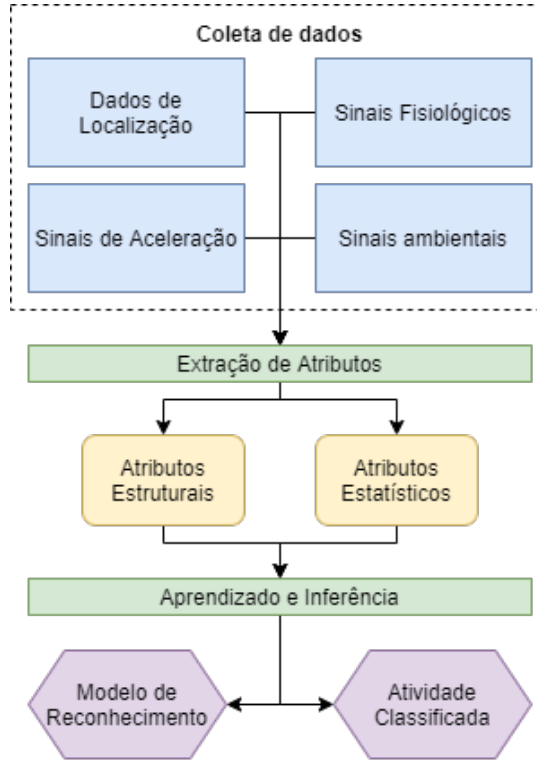 Coleta de dados
Dados de
Localização
Sinais Fisiológicos
Sinais de Aceleração
Sinais ambientais
Extração de Atributos
Atributos
Estruturais
Atributos
Estatísticos
Aprendizado e Inferência
Modelo de
Reconhecimento
Atividade
Classificada